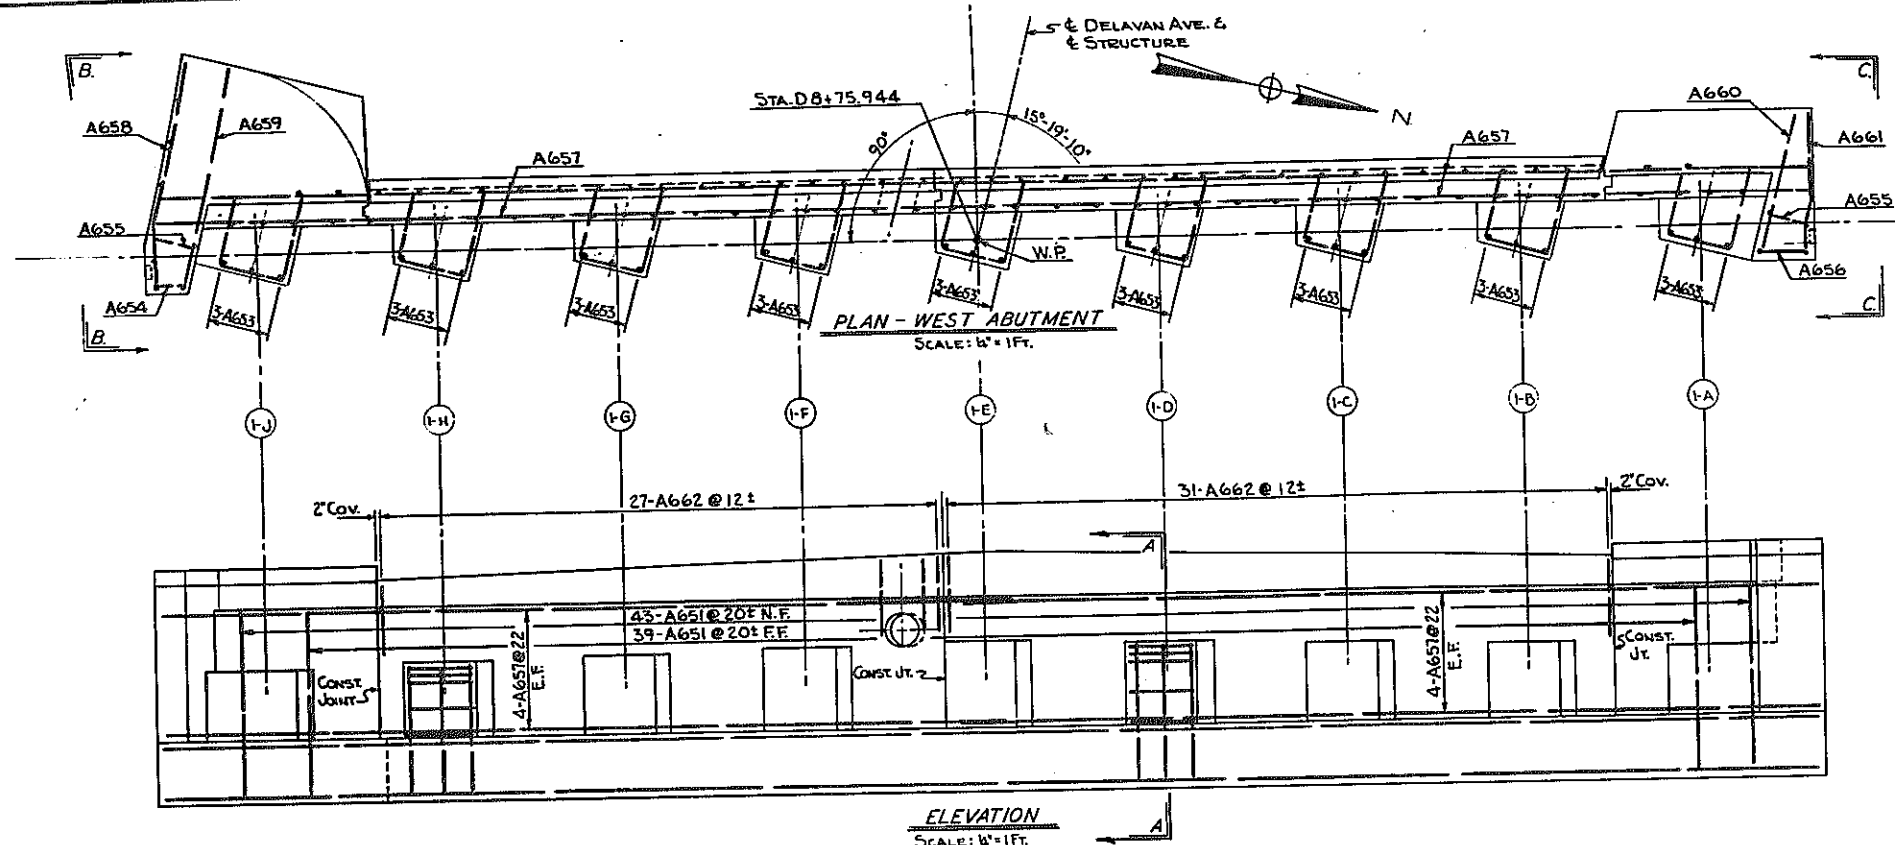 ℄ DELAVAN AVE. &
℄ STRUCTURE
B.
C.
STA. D 8+75.944
N.
A660
A658
A659
90°
15°-19'-10"
A661
A657
A657
A655
A655
W.P.
A656
A654
3-A653
3-A653
3-A653
3-A653
3-A653
3-A653
3-A653
3-A653
3-A653
B.
C.
PLAN - WEST ABUTMENT
SCALE: ¼" = 1 FT.
1-J
1-H
1-G
1-F
1-E
1-D
1-C
1-B
1-A
2" COV.
27-A662 @ 12±
31-A662 @ 12±
2" COV.
A
43-A651 @ 20± N.F.
39-A651 @ 20± F.F.
4-A657@22
E.F.
4-A657@22
E.F.
CONST.
JOINT
CONST. JT.
CONST.
JT.
ELEVATION
SCALE: ¼" = 1 FT.
A